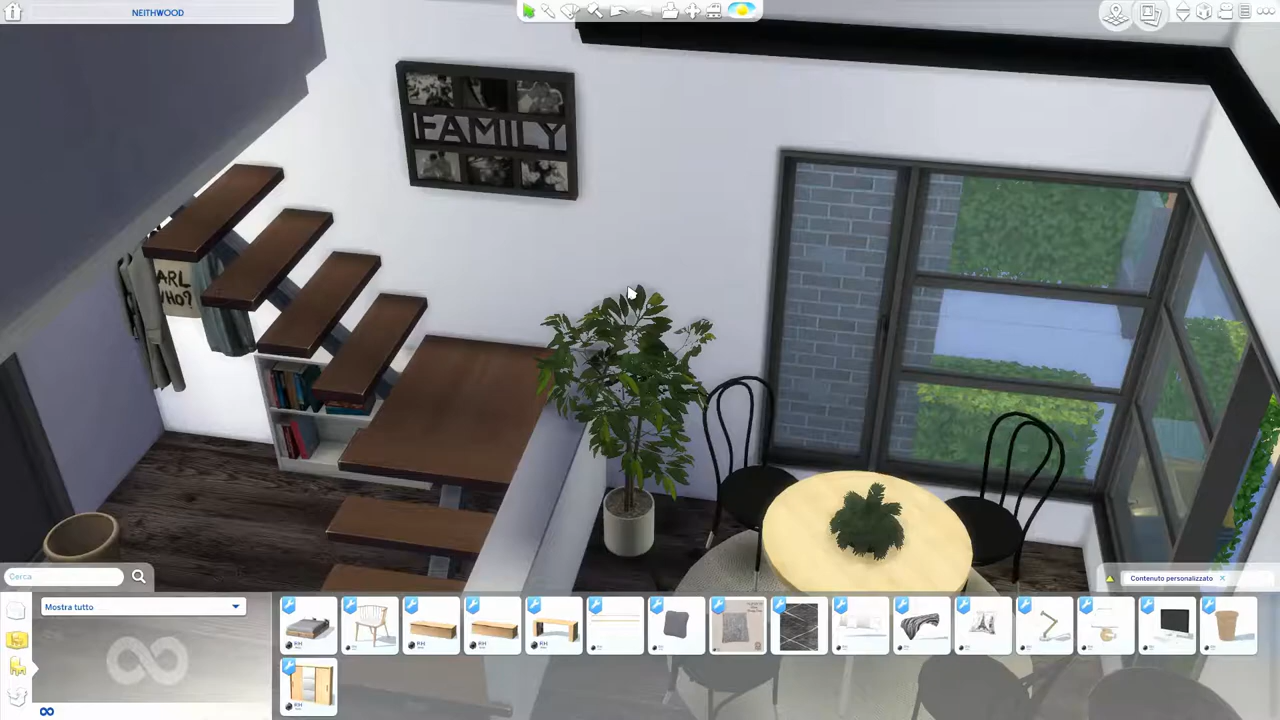 NEITHWOOD
FAMILY
ARL
WHO?
Cerca
Contenuto personalizzato
Mostra tutto